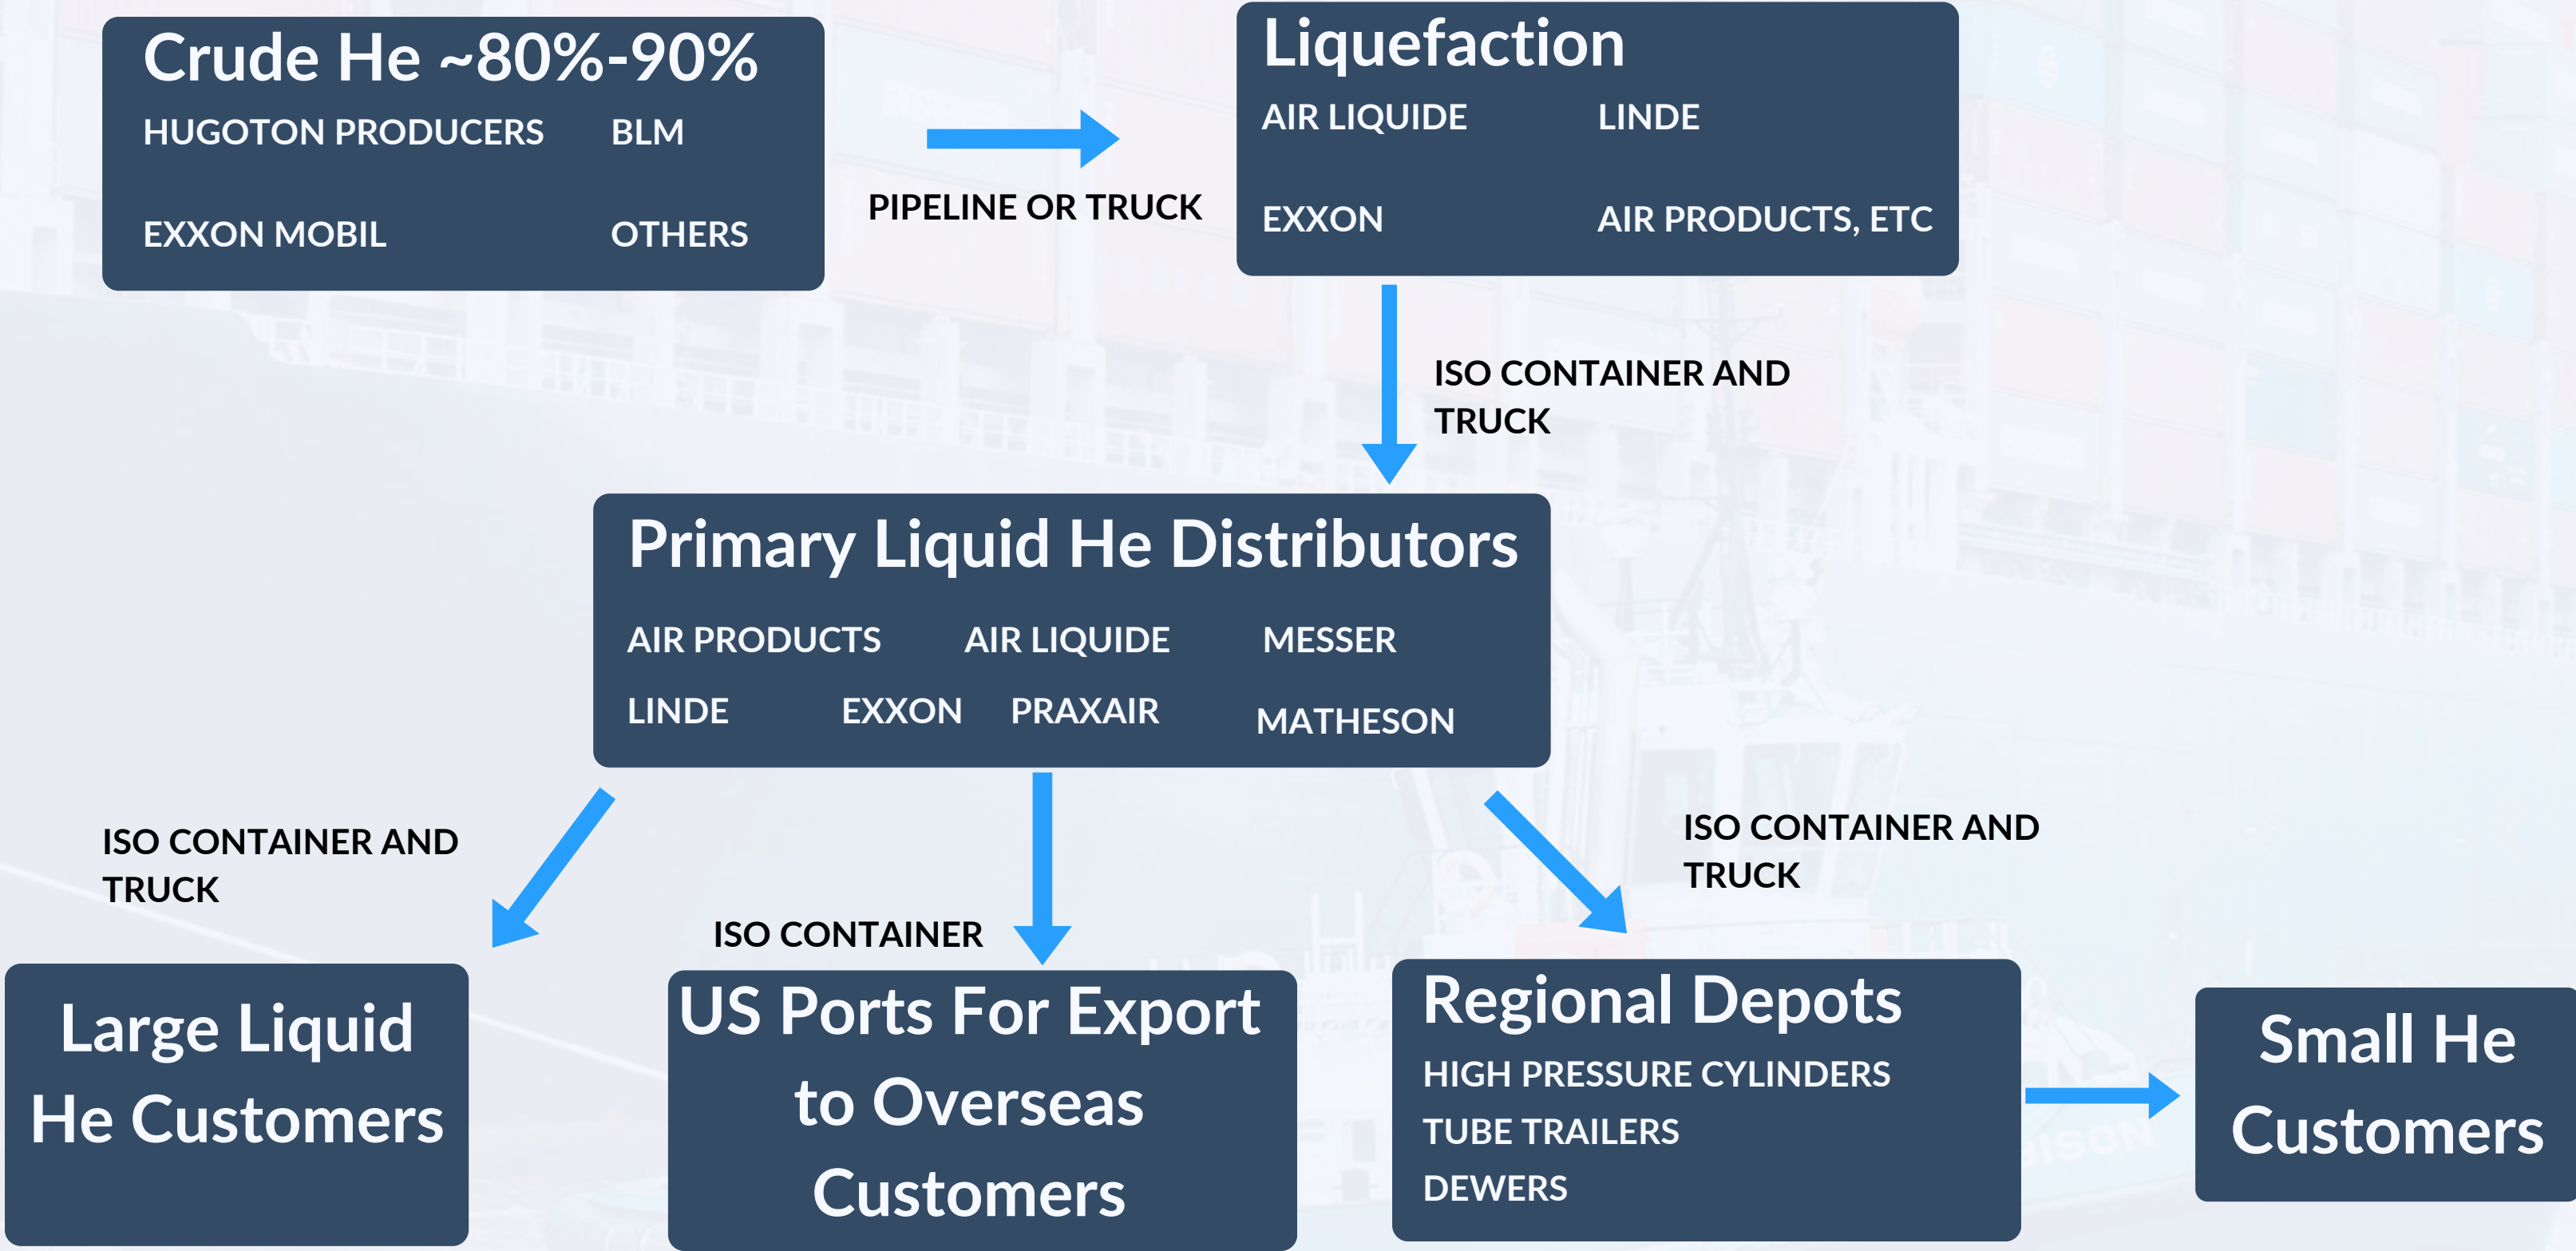 Crude He ~80%-90%
HUGOTON PRODUCERS BLM
EXXON MOBIL OTHERS
PIPELINE OR TRUCK
Liquefaction
AIR LIQUIDE LINDE
EXXON AIR PRODUCTS, ETC
ISO CONTAINER AND
TRUCK
Primary Liquid He Distributors
AIR PRODUCTS AIR LIQUIDE MESSER
LINDE EXXON PRAXAIR MATHESON
ISO CONTAINER AND
TRUCK
ISO CONTAINER
ISO CONTAINER AND
TRUCK
Large Liquid
He Customers
US Ports For Export
to Overseas
Customers
Regional Depots
HIGH PRESSURE CYLINDERS
TUBE TRAILERS
DEWERS
Small He
Customers